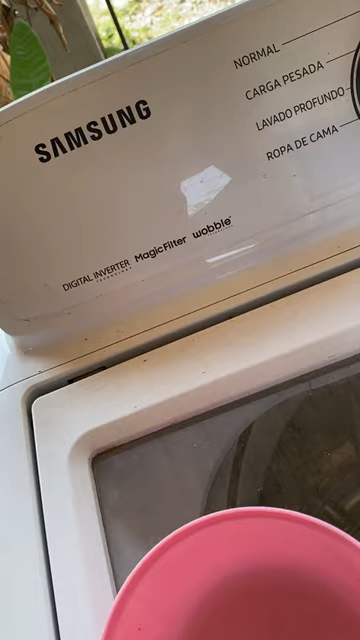 SAMSUNG
NORMAL
CARGA PESADA
LAVADO PROFUNDO
ROPA DE CAMA
DIGITAL INVERTER MagicFilter wobble